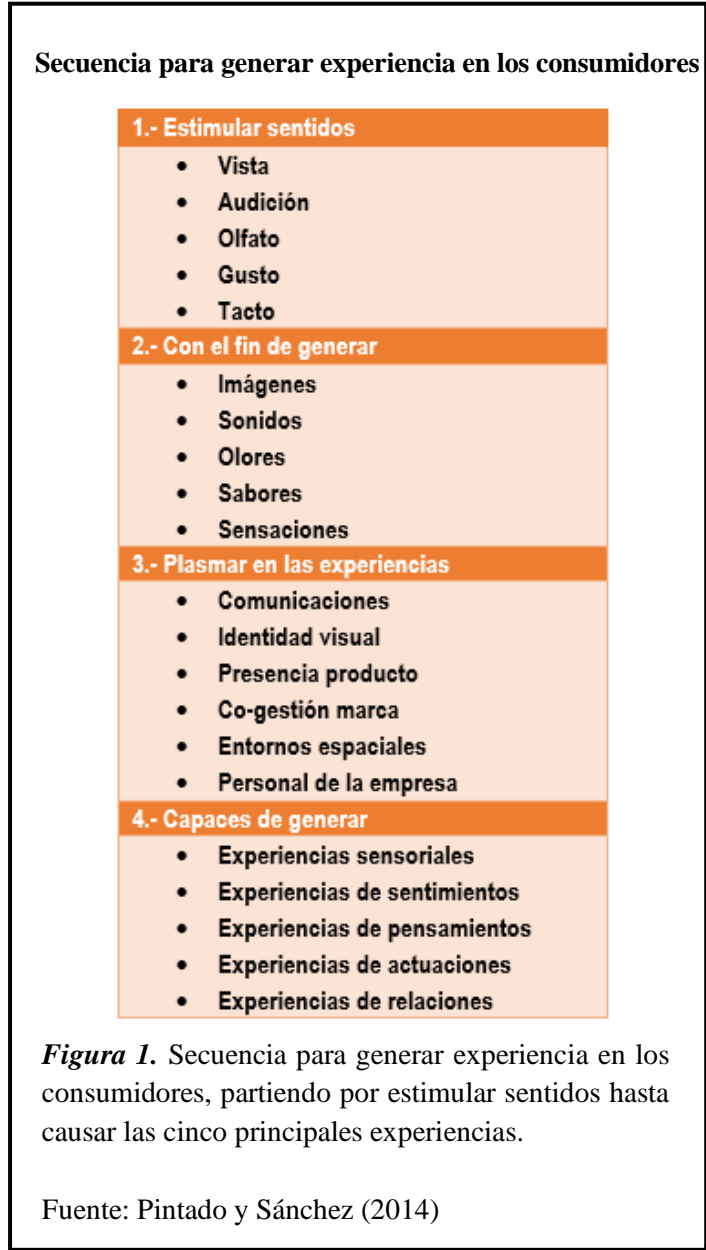 Secuencia para generar experiencia en los consumidores
1.- Estimular sentidos
• Vista
• Audición
• Olfato
• Gusto
• Tacto
2.- Con el fin de generar
• Imágenes
• Sonidos
• Olores
• Sabores
• Sensaciones
3.- Plasmar en las experiencias
• Comunicaciones
• Identidad visual
• Presencia producto
• Co-gestión marca
• Entornos espaciales
• Personal de la empresa
4.- Capaces de generar
• Experiencias sensoriales
• Experiencias de sentimientos
• Experiencias de pensamientos
• Experiencias de actuaciones
• Experiencias de relaciones
Figura 1. Secuencia para generar experiencia en los
consumidores, partiendo por estimular sentidos hasta
causar las cinco principales experiencias.
Fuente: Pintado y Sánchez (2014)